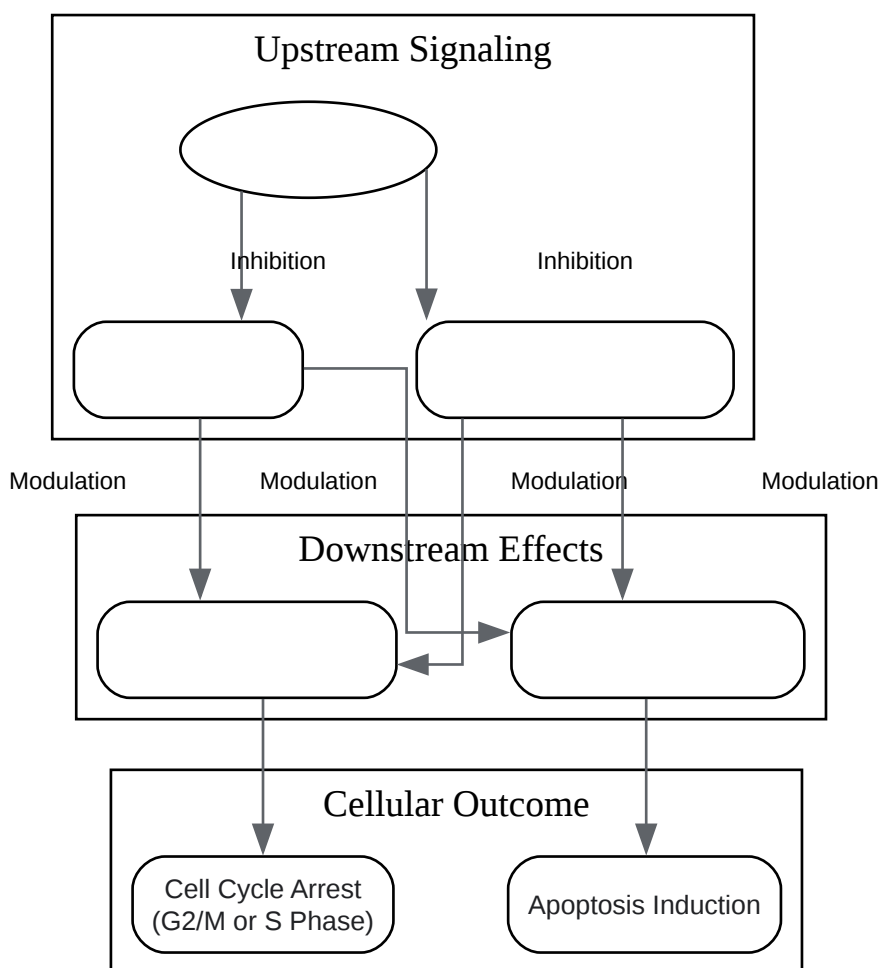 Upstream Signaling
Inhibition
Inhibition
Modulation
Modulation
Modulation
Modulation
Downstream Effects
Cellular Outcome
Cell Cycle Arrest
(G2/M or S Phase)
Apoptosis Induction